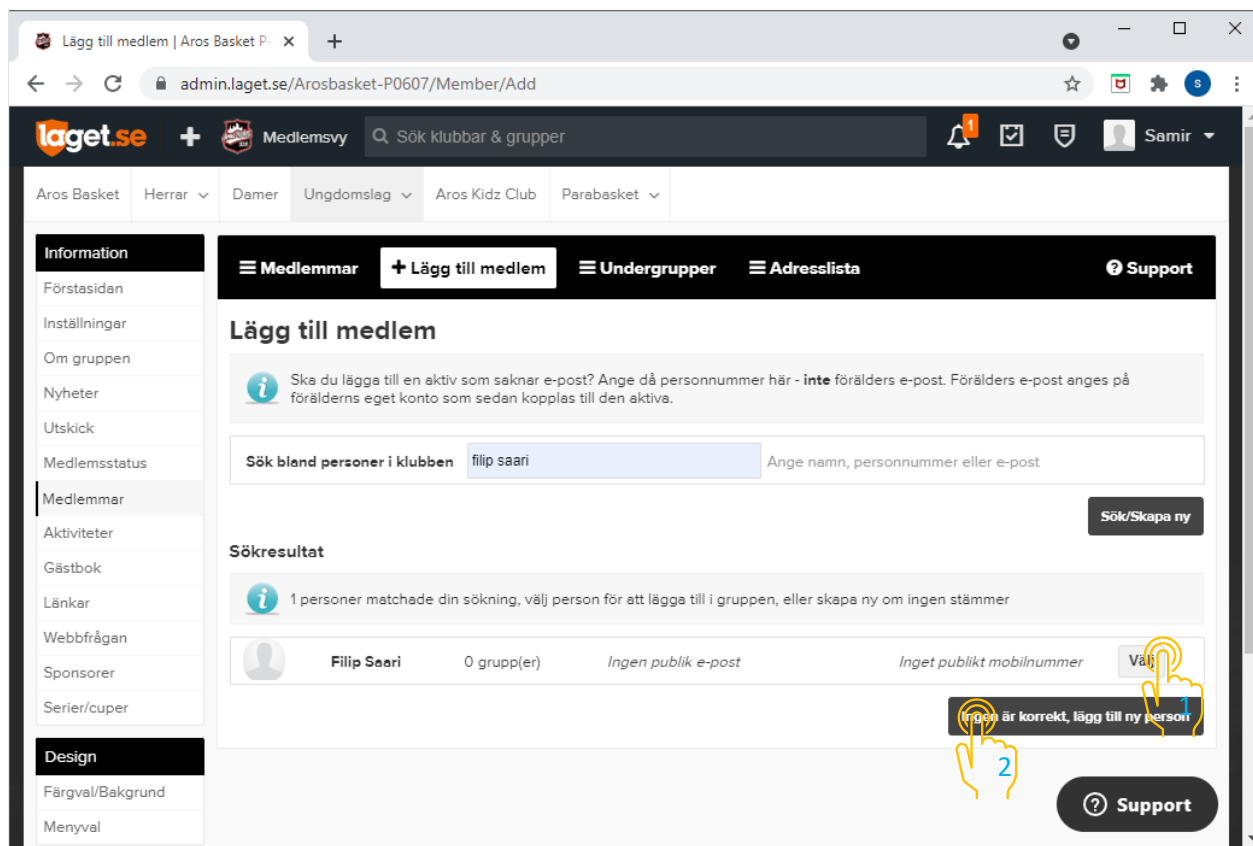 Lägg till medlem | Aros Basket P-
admin.laget.se/Arosbasket-P0607/Member/Add
S
laget.se
Medlemsvy
Sök klubbar & grupper
1
Samir
Aros Basket
Herrar
Damer
Ungdomslag
Aros Kidz Club
Parabasket
Information
Förstasidan
Inställningar
Om gruppen
Nyheter
Utskick
Medlemsstatus
Medlemmar
Aktiviteter
Gästbok
Länkar
Webbfrågan
Sponsorer
Serier/cuper
Design
Färgval/Bakgrund
Menyval
Medlemmar
+ Lägg till medlem
Undergrupper
Adresslista
Support
Lägg till medlem
Ska du lägga till en aktiv som saknar e-post? Ange då personnummer här - inte förälders e-post. Förälders e-post anges på
förälderns eget konto som sedan kopplas till den aktiva.
Sök bland personer i klubben
filip saari
Ange namn, personnummer eller e-post
Sök/Skapa ny
Sökresultat
1 personer matchade din sökning, välj person för att lägga till i gruppen, eller skapa ny om ingen stämmer
Filip Saari
0 grupp(er)
Ingen publik e-post
Inget publikt mobilnummer
Välj
1
Ingen är korrekt, lägg till ny person
2
Support